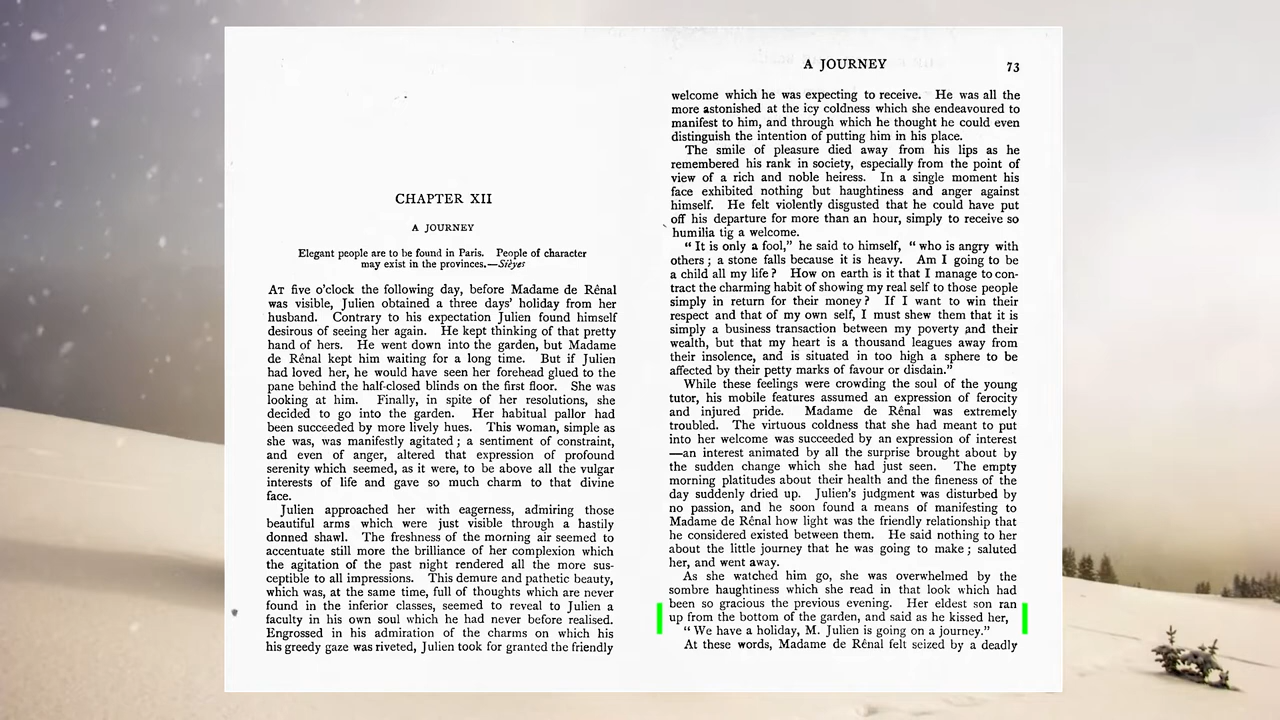 CHAPTER XII
A JOURNEY
Elegant people are to be found in Paris. People of character
may exist in the provinces.—Sièyes
AT five o'clock the following day, before Madame de Rênal
was visible, Julien obtained a three days' holiday from her
husband. Contrary to his expectation Julien found himself
desirous of seeing her again. He kept thinking of that pretty
hand of hers. He went down into the garden, but Madame
de Rênal kept him waiting for a long time. But if Julien
had loved her, he would have seen her forehead glued to the
pane behind the half-closed blinds on the first floor. She was
looking at him. Finally, in spite of her resolutions, she
decided to go into the garden. Her habitual pallor had
been succeeded by more lively hues. This woman, simple as
she was, was manifestly agitated; a sentiment of constraint,
and even of anger, altered that expression of profound
serenity which seemed, as it were, to be above all the vulgar
interests of life and gave so much charm to that divine
face.
Julien approached her with eagerness, admiring those
beautiful arms which were just visible through a hastily
donned shawl. The freshness of the morning air seemed to
accentuate still more the brilliance of her complexion which
the agitation of the past night rendered all the more sus-
ceptible to all impressions. This demure and pathetic beauty,
which was, at the same time, full of thoughts which are never
found in the inferior classes, seemed to reveal to Julien a
faculty in his own soul which he had never before realised.
Engrossed in his admiration of the charms on which his
his greedy gaze was riveted, Julien took for granted the friendly
A JOURNEY 73
welcome which he was expecting to receive. He was all the
more astonished at the icy coldness which she endeavoured to
manifest to him, and through which he thought he could even
distinguish the intention of putting him in his place.
The smile of pleasure died away from his lips as he
remembered his rank in society, especially from the point of
view of a rich and noble heiress. In a single moment his
face exhibited nothing but haughtiness and anger against
himself. He felt violently disgusted that he could have put
off his departure for more than an hour, simply to receive so
humilia tig a welcome.
"It is only a fool," he said to himself, "who is angry with
others; a stone falls because it is heavy. Am I going to be
a child all my life? How on earth is it that I manage to con-
tract the charming habit of showing my real self to those people
simply in return for their money? If I want to win their
respect and that of my own self, I must shew them that it is
simply a business transaction between my poverty and their
wealth, but that my heart is a thousand leagues away from
their insolence, and is situated in too high a sphere to be
affected by their petty marks of favour or disdain."
While these feelings were crowding the soul of the young
tutor, his mobile features assumed an expression of ferocity
and injured pride. Madame de Rênal was extremely
troubled. The virtuous coldness that she had meant to put
into her welcome was succeeded by an expression of interest
—an interest animated by all the surprise brought about by
the sudden change which she had just seen. The empty
morning platitudes about their health and the fineness of the
day suddenly dried up. Julien's judgment was disturbed by
no passion, and he soon found a means of manifesting to
Madame de Rênal how light was the friendly relationship that
he considered existed between them. He said nothing to her
about the little journey that he was going to make; saluted
her, and went away.
As she watched him go, she was overwhelmed by the
sombre haughtiness which she read in that look which had
been so gracious the previous evening. Her eldest son ran
up from the bottom of the garden, and said as he kissed her,
"We have a holiday, M. Julien is going on a journey."
At these words, Madame de Rênal felt seized by a deadly